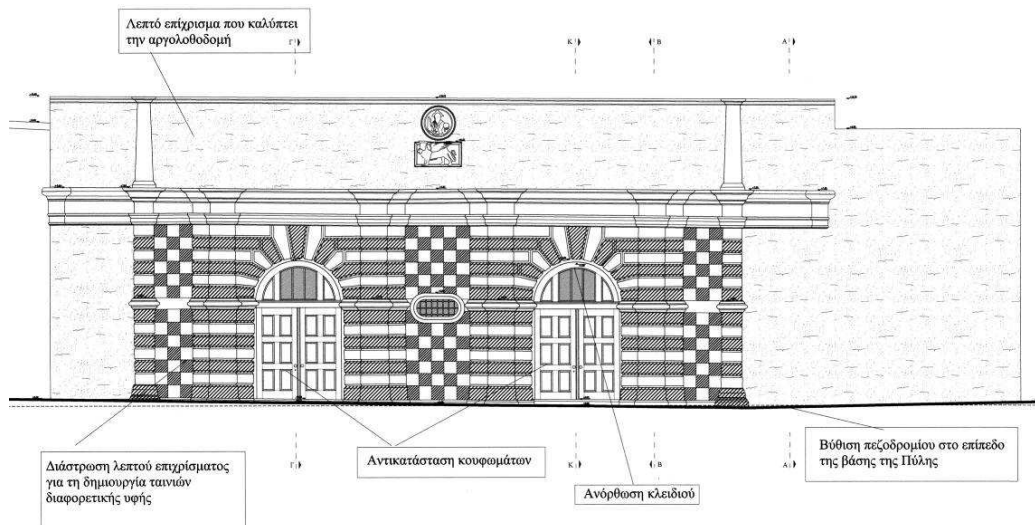 Λεπτό επίχρισμα που καλύπτει
την αργολοθοδομή
Γ
Κ
Β
Α
Διάστρωση λεπτού επιχρίσματος
για τη δημιουργία ταινιών
διαφορετικής υφής
Αντικατάσταση κουφωμάτων
Γ
Κ
Β
Α
Ανόρθωση κλειδιού
Βύθιση πεζοδρομίου στο επίπεδο
της βάσης της Πύλης